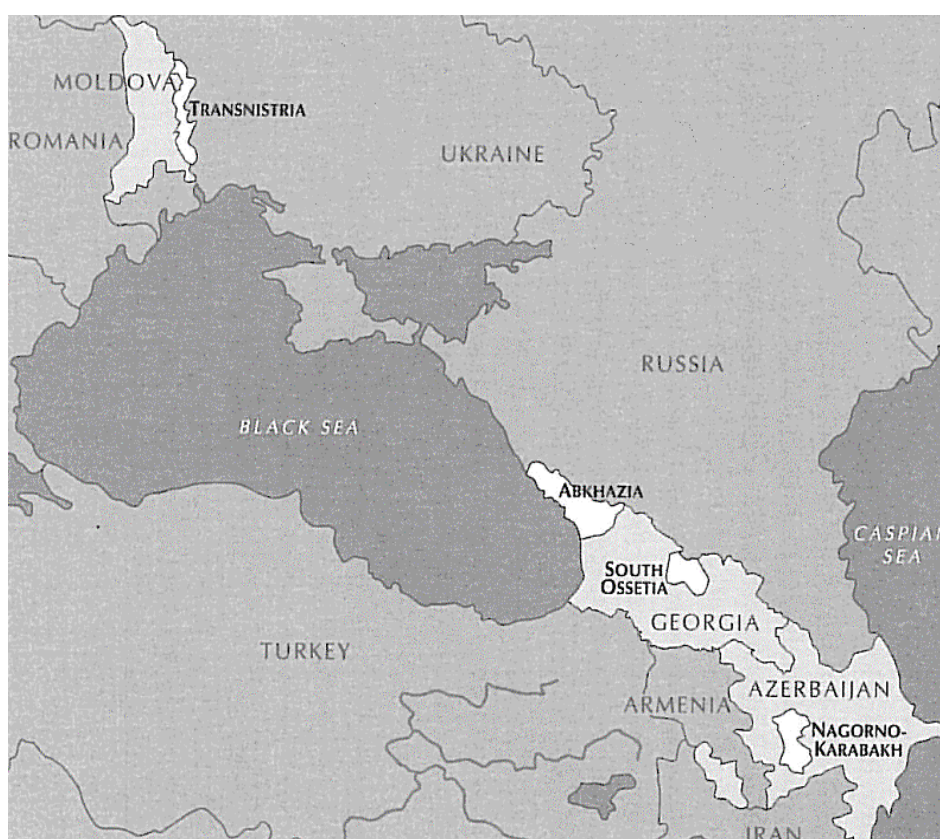 MOLDOVA
TRANSNISTRIA
ROMANIA
UKRAINE
RUSSIA
BLACK SEA
ABKHAZIA
CASPIAN
SEA
SOUTH
OSSETIA
GEORGIA
TURKEY
AZERBAIJAN
ARMENIA
NAGORNO-
KARABAKH
IRAN